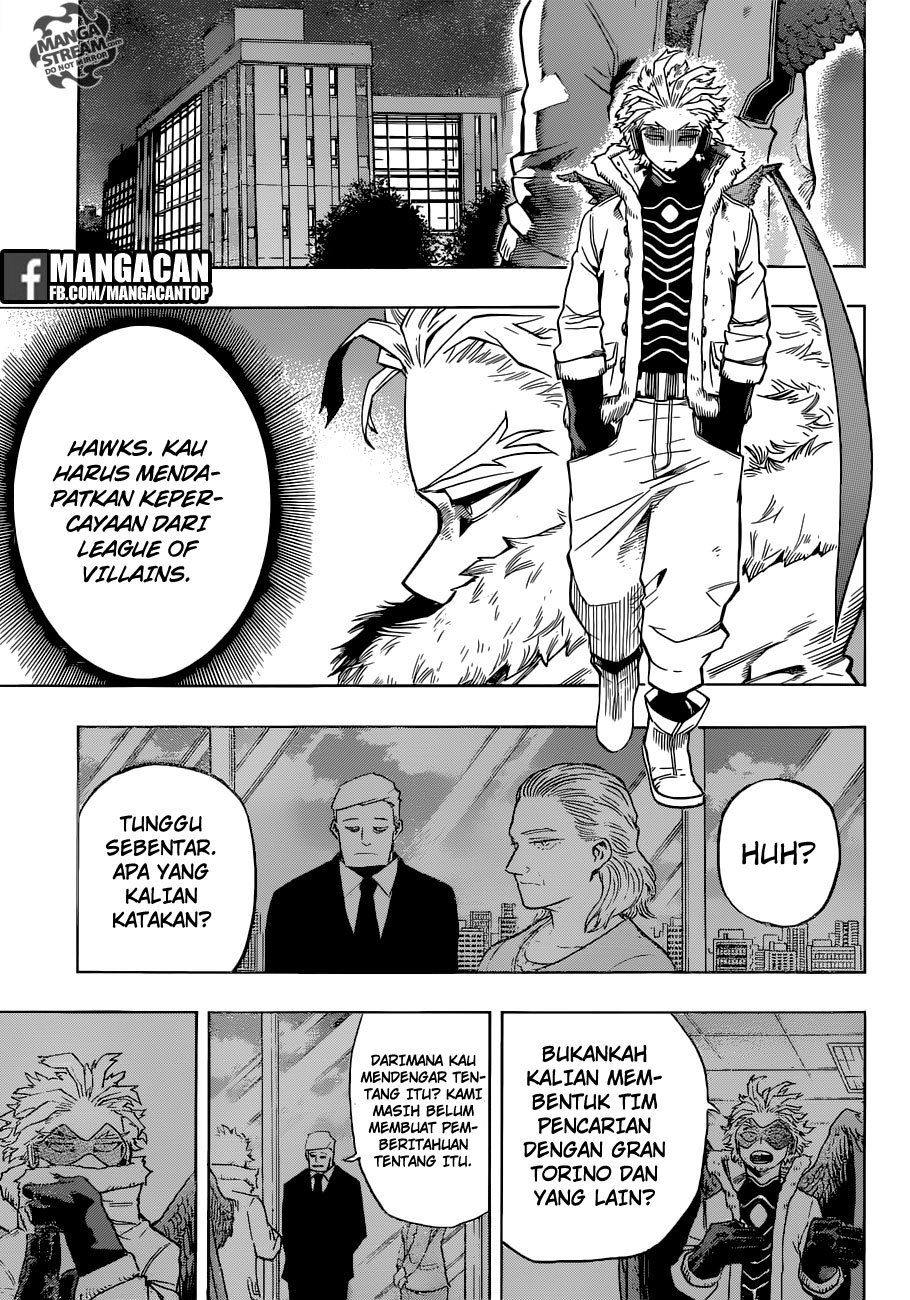 MANGA
STREAM.COM
DO NOT MIRROR
f MANGACAN
FB.COM/MANGACANTOP
HAWKS. KAU
HARUS MENDA-
PATKAN KEPER-
CAYAAN DARI
LEAGUE OF
VILLAINS.
HUH?
TUNGGU
SEBENTAR.
APA YANG
KALIAN
KATAKAN?
BUKANKAH
KALIAN MEM-
BENTUK TIM
PENCARIAN
DENGAN GRAN
TORINO DAN
YANG LAIN?
DARIMANA KAU
MENDENGAR TEN-
TANG ITU? KAMI
MASIH BELUM
MEMBUAT PEM-
BERITAHUAN
TENTANG ITU.